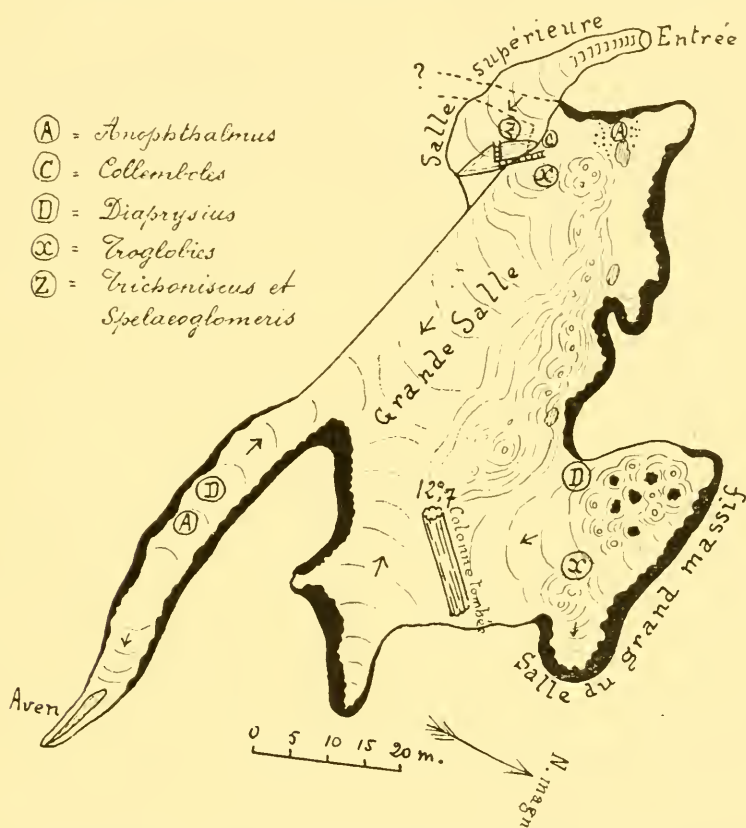 Salle supérieure
Entrée
?
Ⓐ = Anophthalmus
Ⓒ = Collemboles
Ⓓ = Diaprysius
ⓧ = Troglobies
Ⓩ = Trichoniscus et
Spelaeoglomeris
Z
C
A
x
Grande Salle
D
A
D
12°,7
Colonne tombée
x
Salle du grand massif
Aven
0 5 10 15 20 m.
N. magn